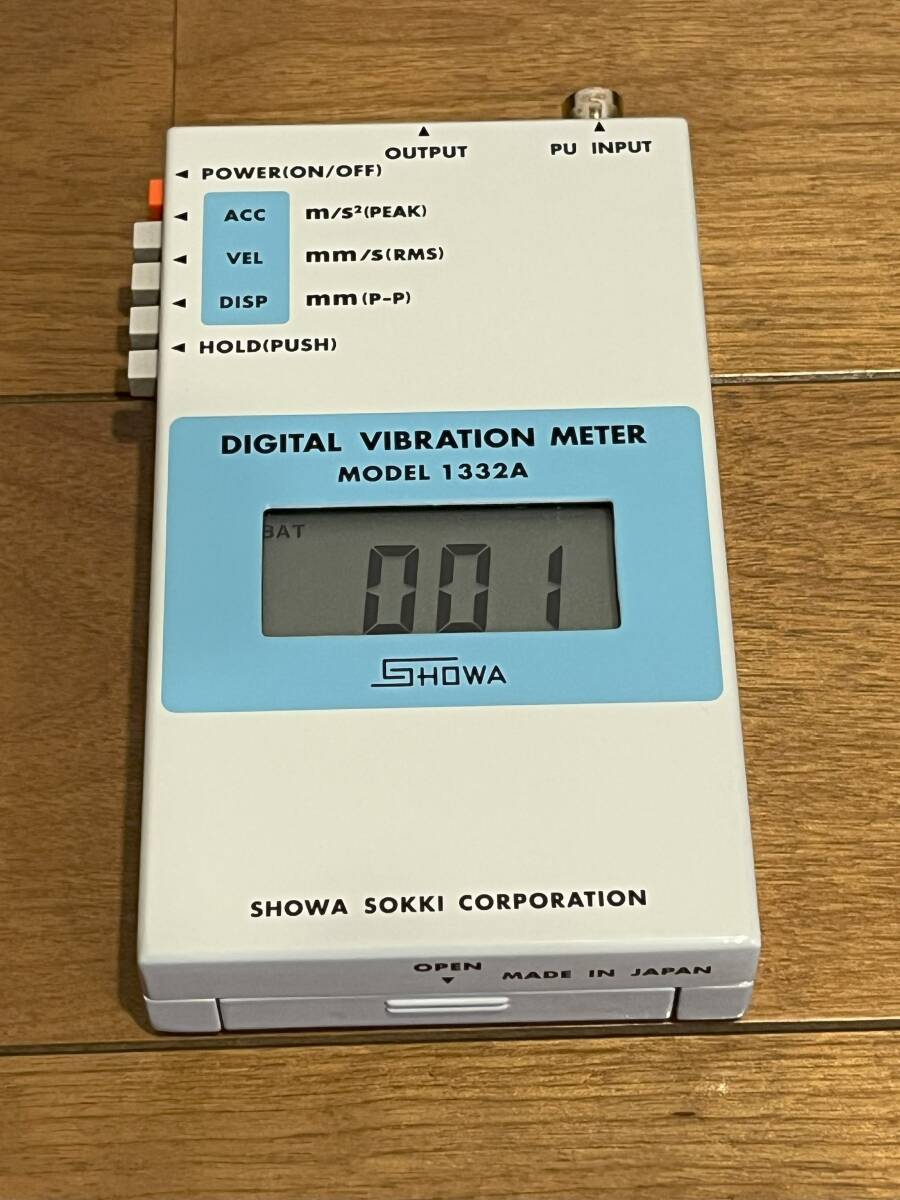 OUTPUT
PU INPUT
◄ POWER(ON/OFF)
◄ ACC m/s²(PEAK)
◄ VEL mm/s(RMS)
◄ DISP mm(P-P)
◄ HOLD(PUSH)
DIGITAL VIBRATION METER
MODEL 1332A
BAT
001
SHOWA
SHOWA SOKKI CORPORATION
OPEN
MADE IN JAPAN